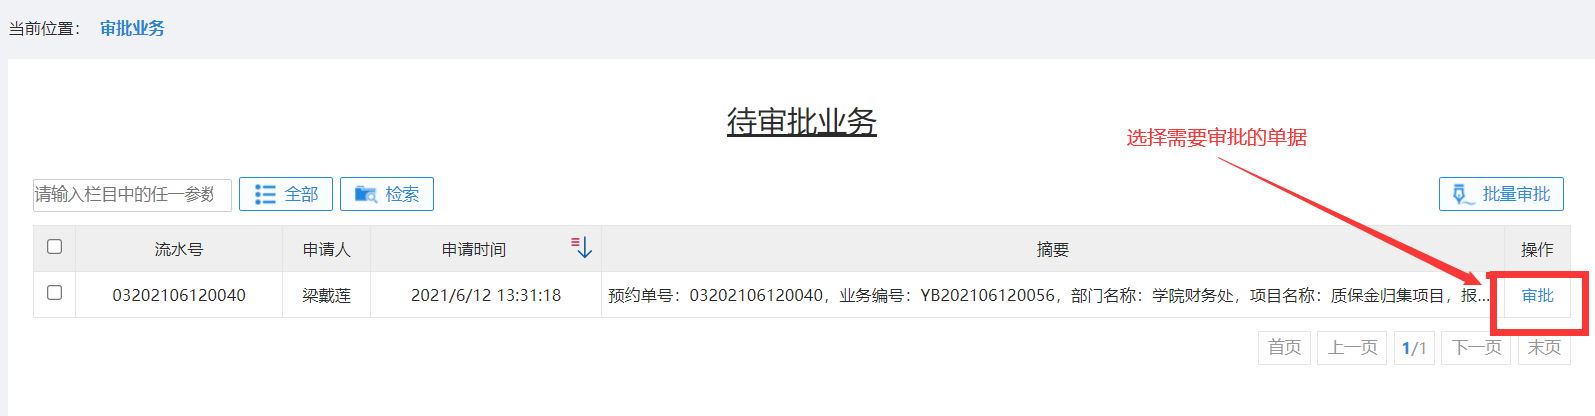 当前位置： 审批业务
待审批业务
选择需要审批的单据
请输入栏目中的任一参数 全部 检索 批量审批
流水号 申请人 申请时间 摘要 操作
03202106120040 梁戴莲 2021/6/12 13:31:18 预约单号：03202106120040，业务编号：YB202106120056，部门名称：学院财务处，项目名称：质保金归集项目，报... 审批
首页 上一页 1/1 下一页 末页